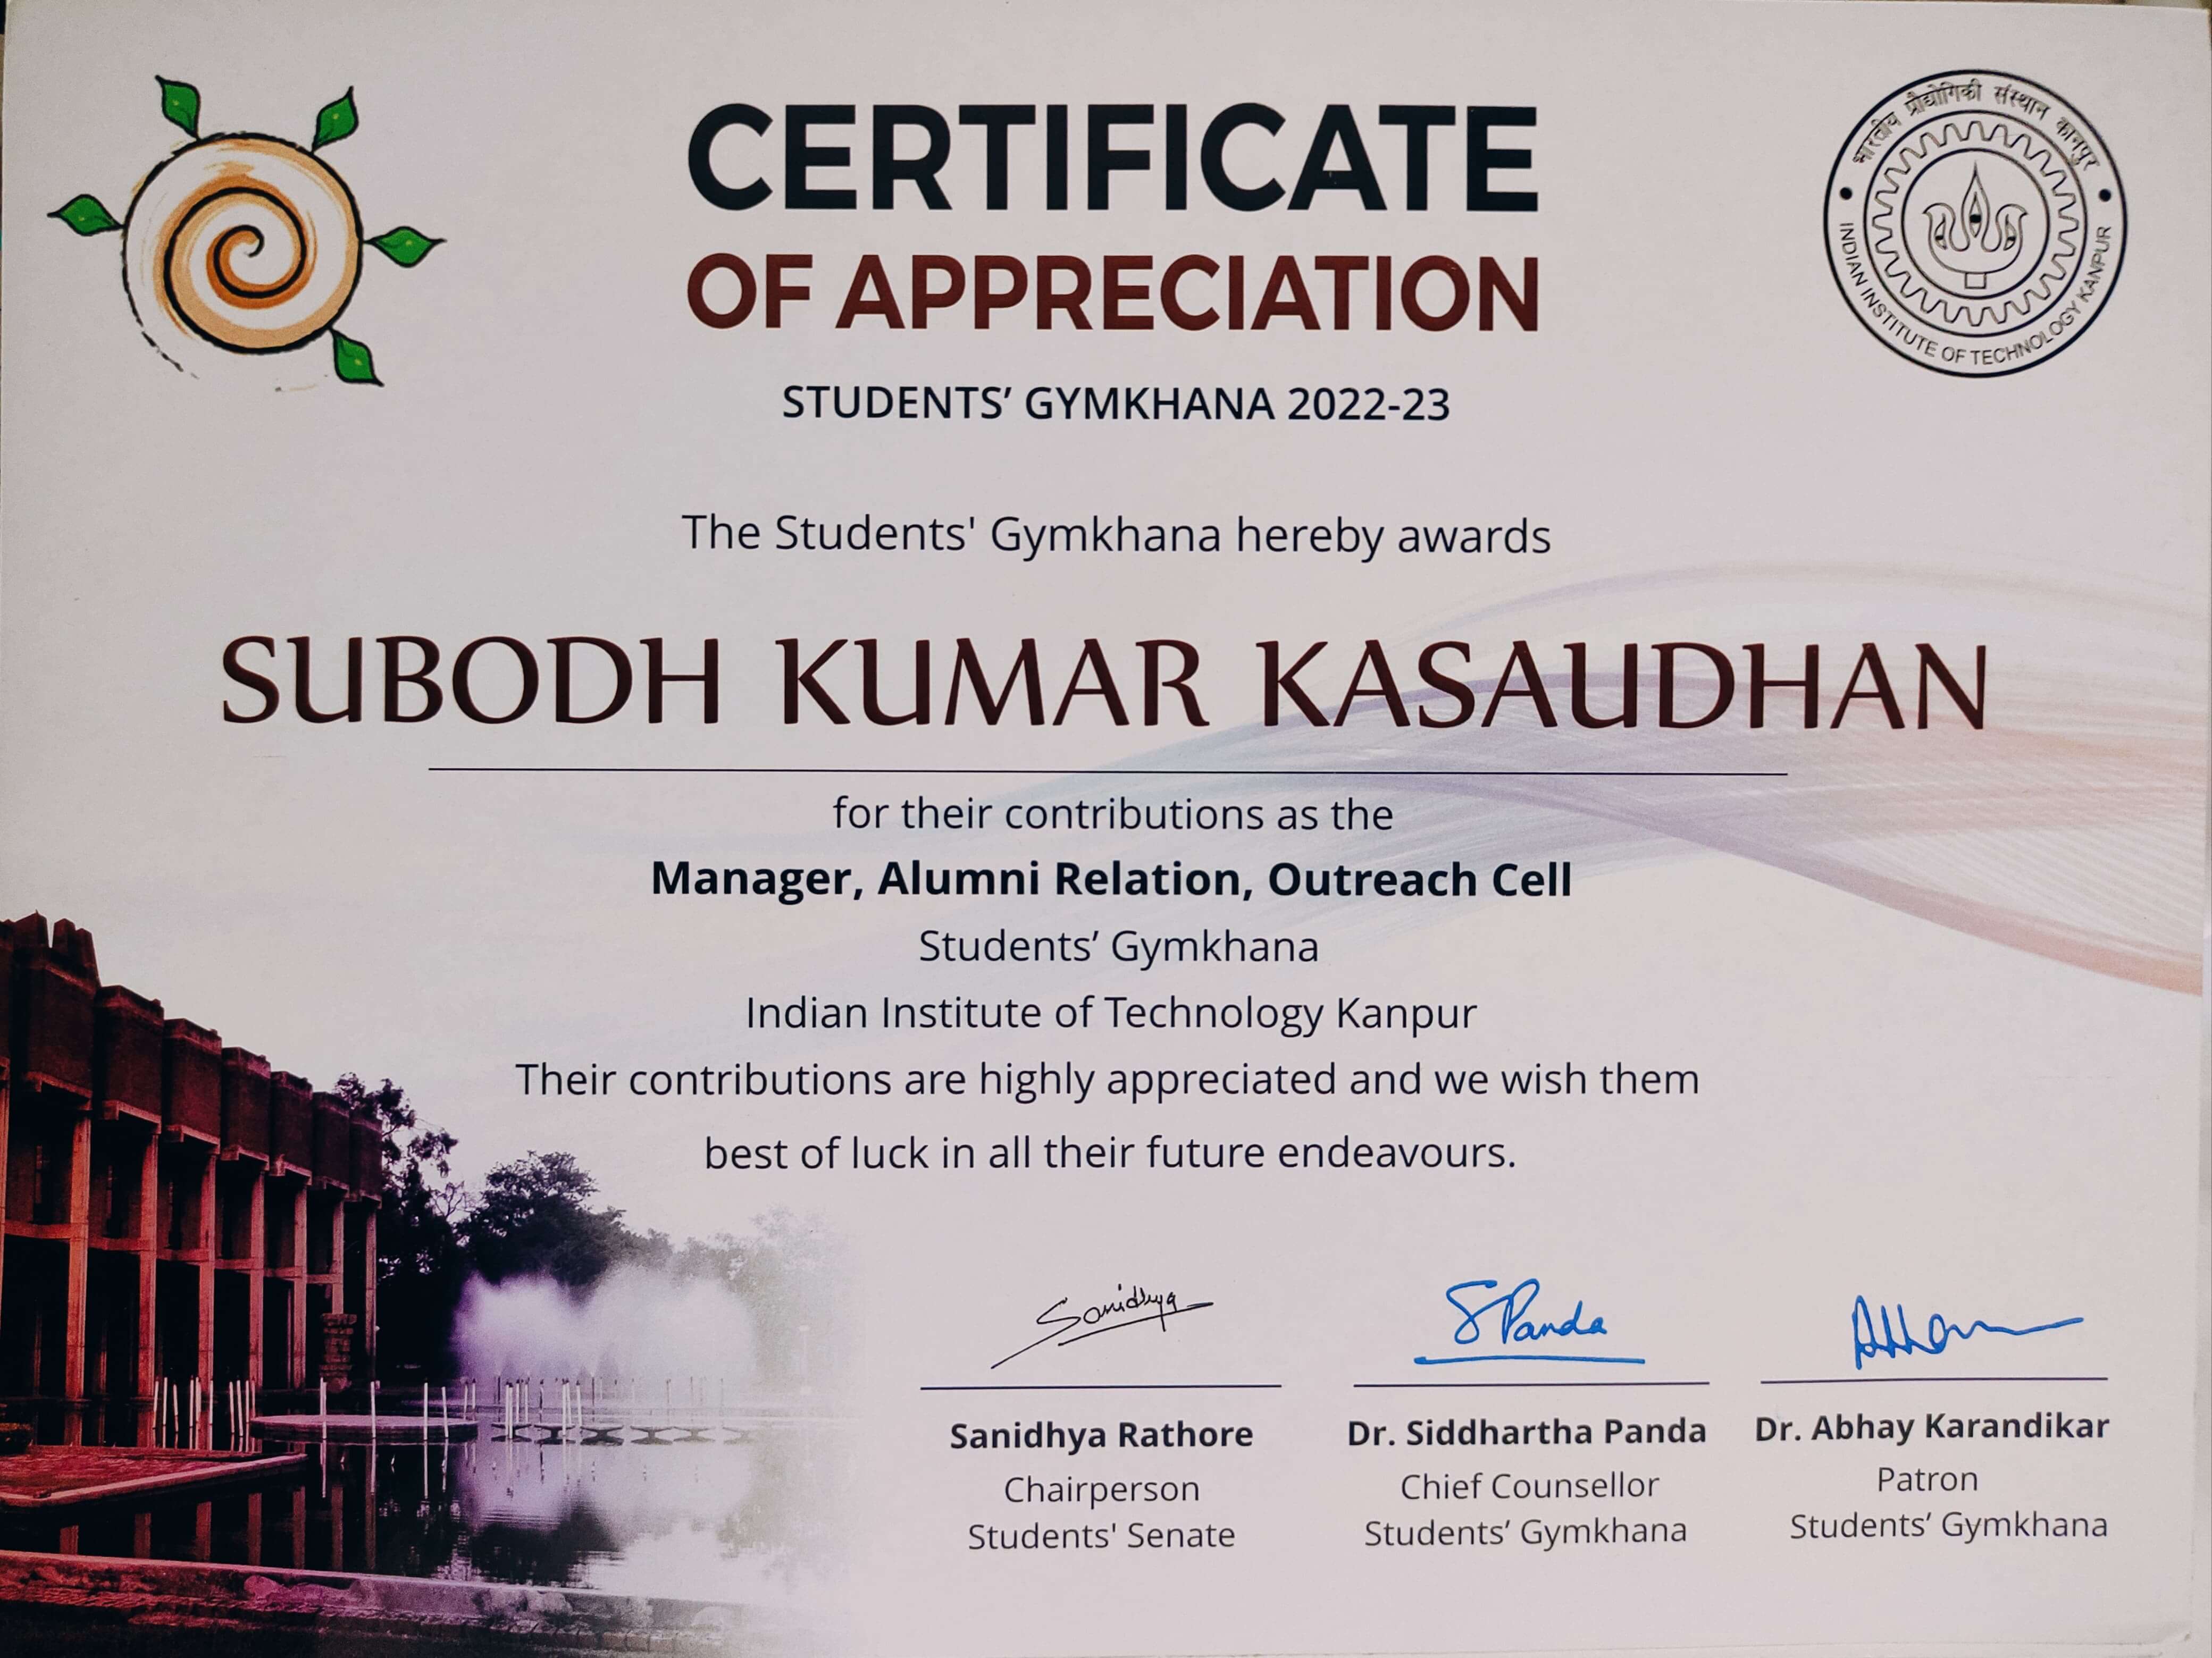 CERTIFICATE
OF APPRECIATION
STUDENTS’ GYMKHANA 2022-23
भारतीय प्रौद्योगिकी संस्थान कानपुर
INDIAN INSTITUTE OF TECHNOLOGY KANPUR
The Students' Gymkhana hereby awards
SUBODH KUMAR KASAUDHAN
for their contributions as the
Manager, Alumni Relation, Outreach Cell
Students’ Gymkhana
Indian Institute of Technology Kanpur
Their contributions are highly appreciated and we wish them
best of luck in all their future endeavours.
Sanidhya
S Panda
Sanidhya Rathore
Chairperson
Students' Senate
Dr. Siddhartha Panda
Chief Counsellor
Students’ Gymkhana
Dr. Abhay Karandikar
Patron
Students’ Gymkhana